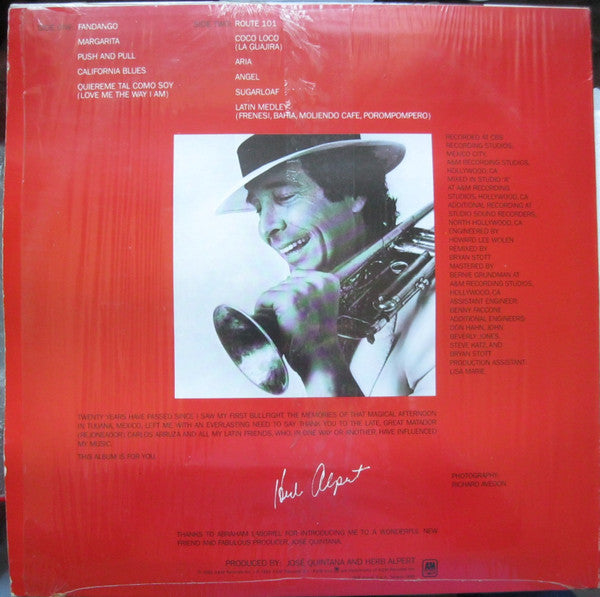 SIDE ONE
FANDANGO
MARGARITA
PUSH AND PULL
CALIFORNIA BLUES
QUIEREME TAL COMO SOY
(LOVE ME THE WAY I AM)
SIDE TWO
ROUTE 101
COCO LOCO
(LA GUAJIRA)
ARIA
ANGEL
SUGARLOAF
LATIN MEDLEY
(FRENESI, BAHIA, MOLIENDO CAFE, POROMPOMPERO)
RECORDED AT CBS
RECORDING STUDIOS,
MEXICO CITY,
A&M RECORDING STUDIOS,
HOLLYWOOD, CA
MIXED IN STUDIO "A"
AT A&M RECORDING
STUDIOS, HOLLYWOOD, CA
ADDITIONAL RECORDING AT
STUDIO SOUND RECORDERS,
NORTH HOLLYWOOD, CA
ENGINEERED BY
HOWARD LEE WOLEN
REMIXED BY
BRYAN STOTT
MASTERED BY
BERNIE GRUNDMAN AT
A&M RECORDING STUDIOS,
HOLLYWOOD, CA
ASSISTANT ENGINEER:
BENNY FACCONE
ADDITIONAL ENGINEERS:
DON HAHN, JOHN
BEVERLY JONES,
STEVE KATZ, AND
BRYAN STOTT
PRODUCTION ASSISTANT:
LISA MARIE
TWENTY YEARS HAVE PASSED SINCE I SAW MY FIRST BULLFIGHT. THE MEMORIES OF THAT MAGICAL AFTERNOON
IN TIJUANA, MEXICO, LEFT ME WITH AN EVERLASTING NEED TO SAY THANK YOU TO THE LATE, GREAT MATADOR
(REJONEADOR) CARLOS ARRUZA AND ALL MY LATIN FRIENDS, WHO, IN ONE WAY OR ANOTHER, HAVE INFLUENCED
MY MUSIC.
THIS ALBUM IS FOR YOU.
Herb Alpert
PHOTOGRAPHY:
RICHARD AVEDON
THANKS TO ABRAHAM LABORIEL FOR INTRODUCING ME TO A WONDERFUL NEW
FRIEND AND FABULOUS PRODUCER, JOSÉ QUINTANA.
PRODUCED BY: JOSÉ QUINTANA AND HERB ALPERT
A&M